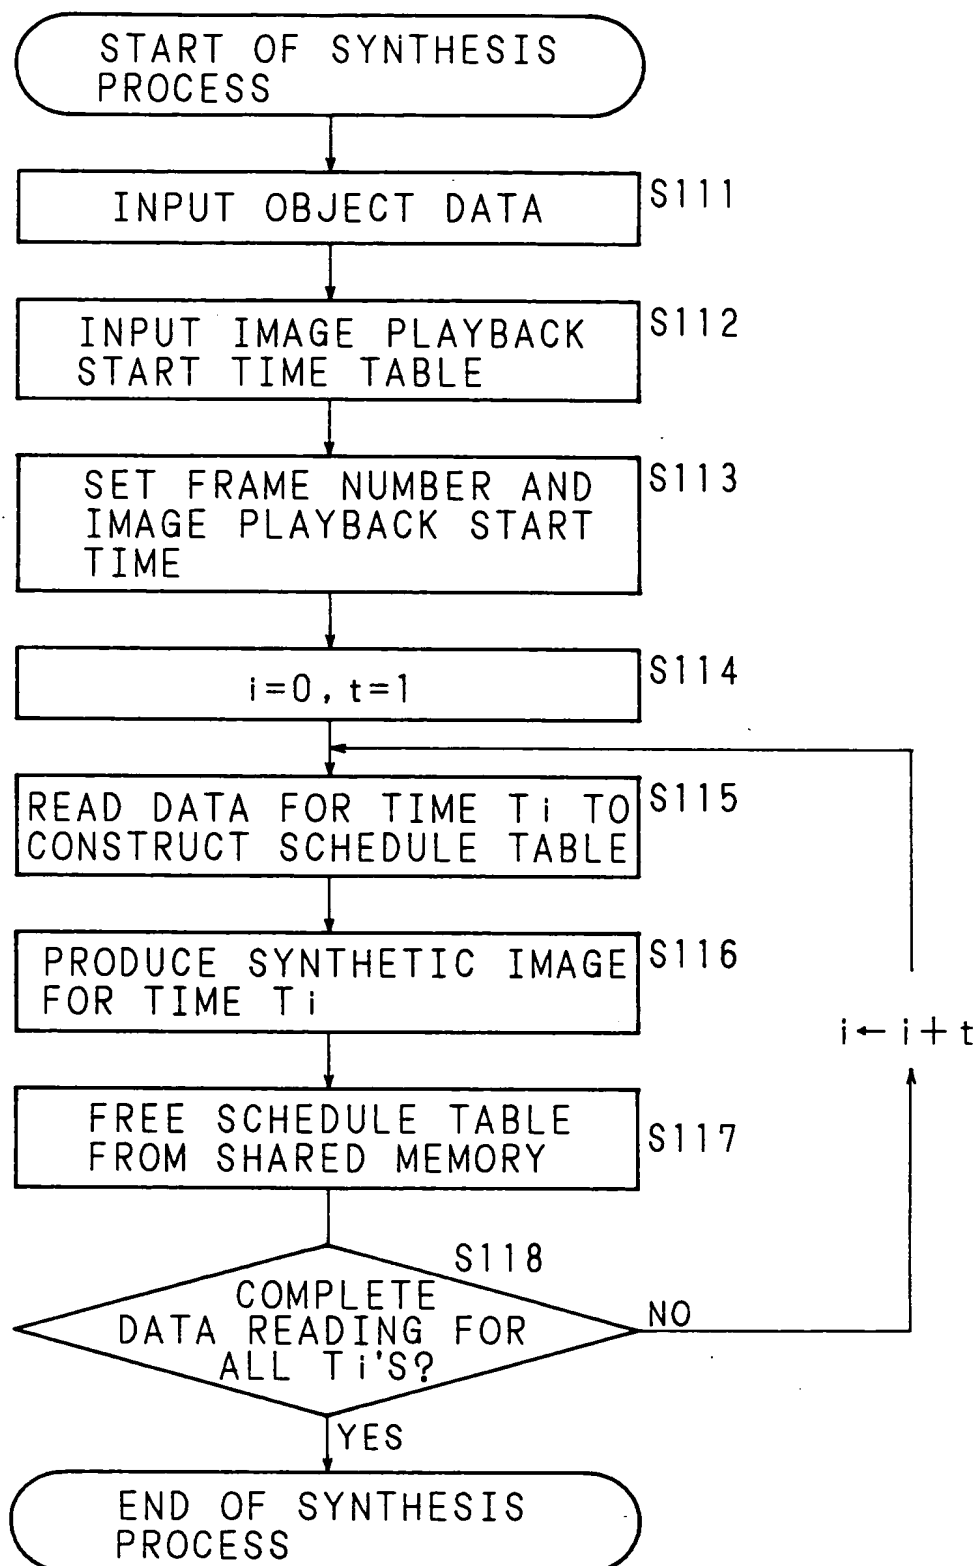 START OF SYNTHESIS
PROCESS
INPUT OBJECT DATA
S111
INPUT IMAGE PLAYBACK
START TIME TABLE
S112
SET FRAME NUMBER AND
IMAGE PLAYBACK START
TIME
S113
i=0, t=1
S114
READ DATA FOR TIME Ti TO
CONSTRUCT SCHEDULE TABLE
S115
PRODUCE SYNTHETIC IMAGE
FOR TIME Ti
S116
i← i+t
FREE SCHEDULE TABLE
FROM SHARED MEMORY
S117
S118
COMPLETE
DATA READING FOR
ALL Ti'S?
NO
YES
END OF SYNTHESIS
PROCESS